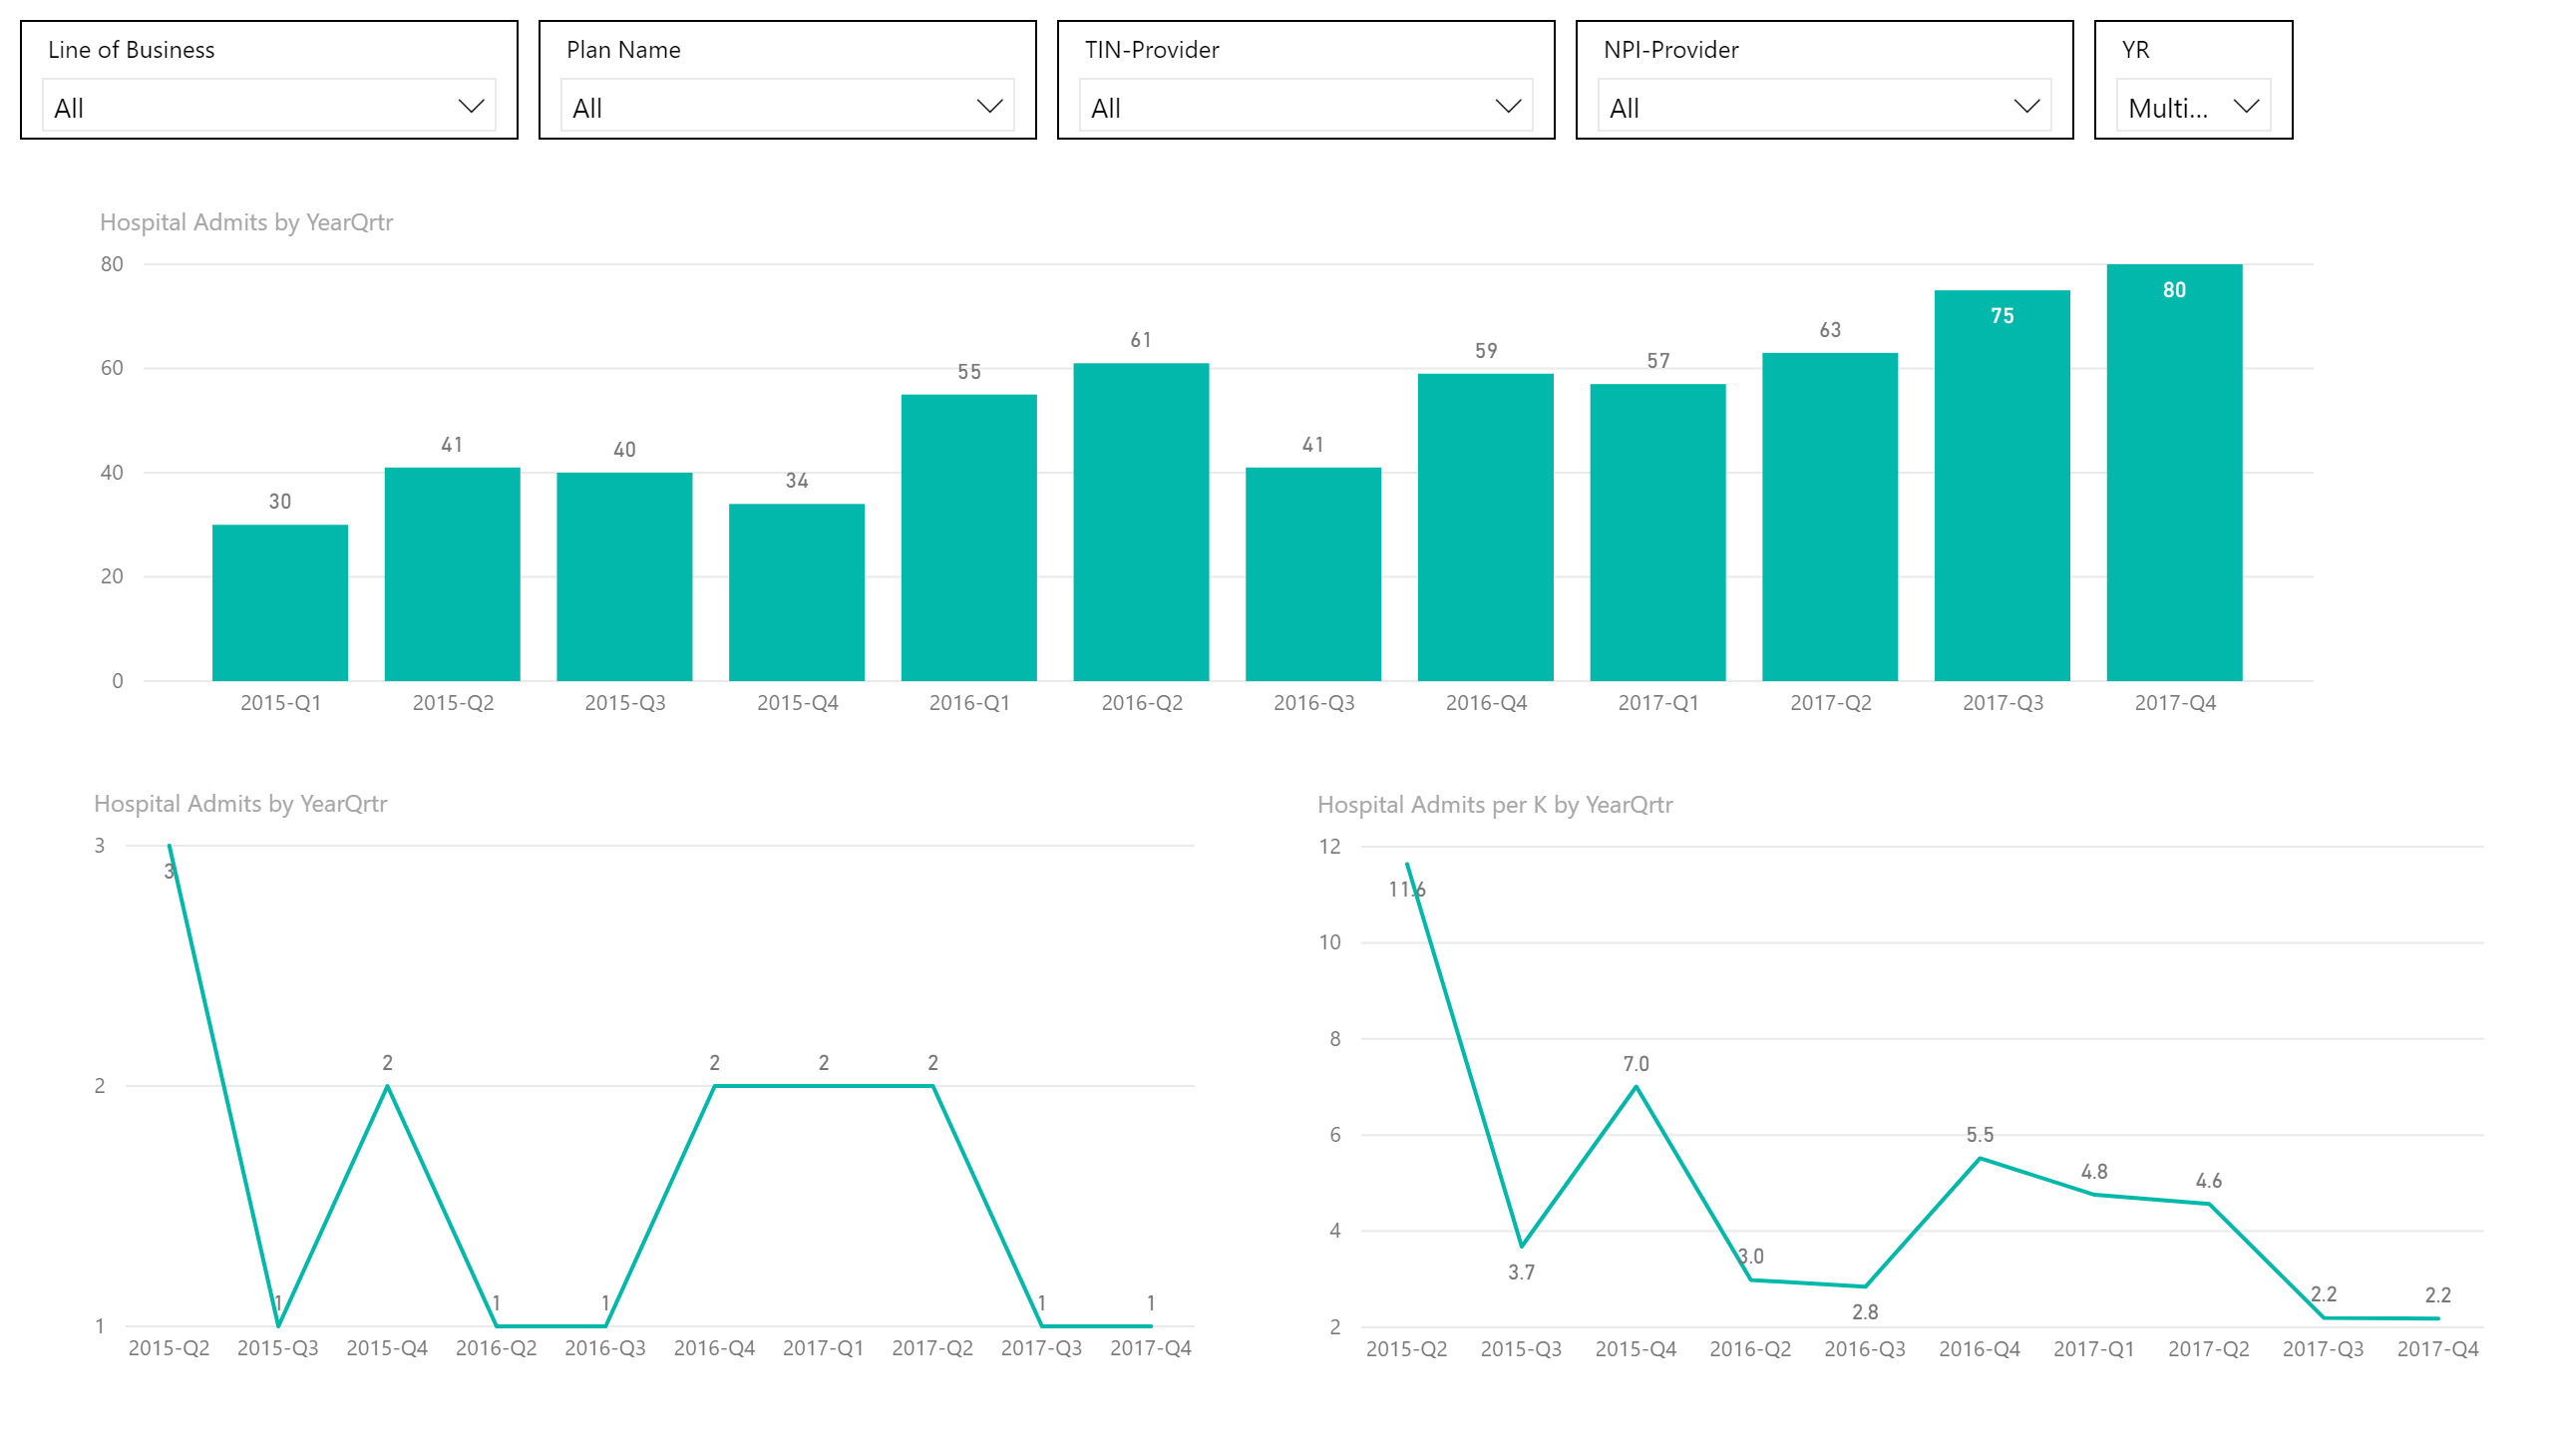 Line of Business
All
Plan Name
All
TIN-Provider
All
NPI-Provider
All
YR
Multi...
Hospital Admits by YearQrtr
80
60
40
20
0
30
41
40
34
55
61
41
59
57
63
75
80
2015-Q1 2015-Q2 2015-Q3 2015-Q4 2016-Q1 2016-Q2 2016-Q3 2016-Q4 2017-Q1 2017-Q2 2017-Q3 2017-Q4
Hospital Admits by YearQrtr
3
2
1
3
1
2
1
1
2
2
2
1
1
2015-Q2 2015-Q3 2015-Q4 2016-Q2 2016-Q3 2016-Q4 2017-Q1 2017-Q2 2017-Q3 2017-Q4
Hospital Admits per K by YearQrtr
12
10
8
6
4
2
11.6
3.7
7.0
3.0
2.8
5.5
4.8
4.6
2.2
2.2
2015-Q2 2015-Q3 2015-Q4 2016-Q2 2016-Q3 2016-Q4 2017-Q1 2017-Q2 2017-Q3 2017-Q4